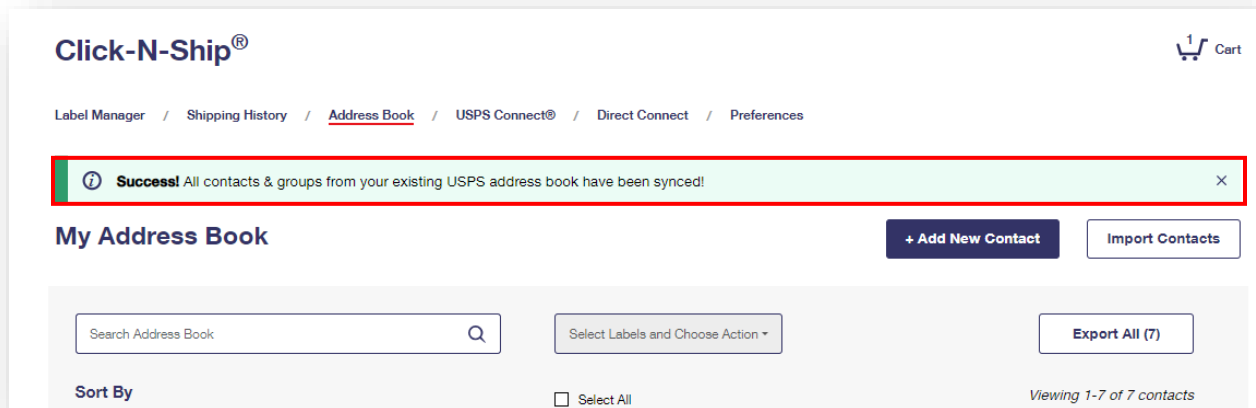 Click-N-Ship®
1
Cart
Label Manager / Shipping History / Address Book / USPS Connect® / Direct Connect / Preferences
Success! All contacts & groups from your existing USPS address book have been synced!
My Address Book
+ Add New Contact
Import Contacts
Search Address Book
Select Labels and Choose Action
Export All (7)
Sort By
Select All
Viewing 1-7 of 7 contacts